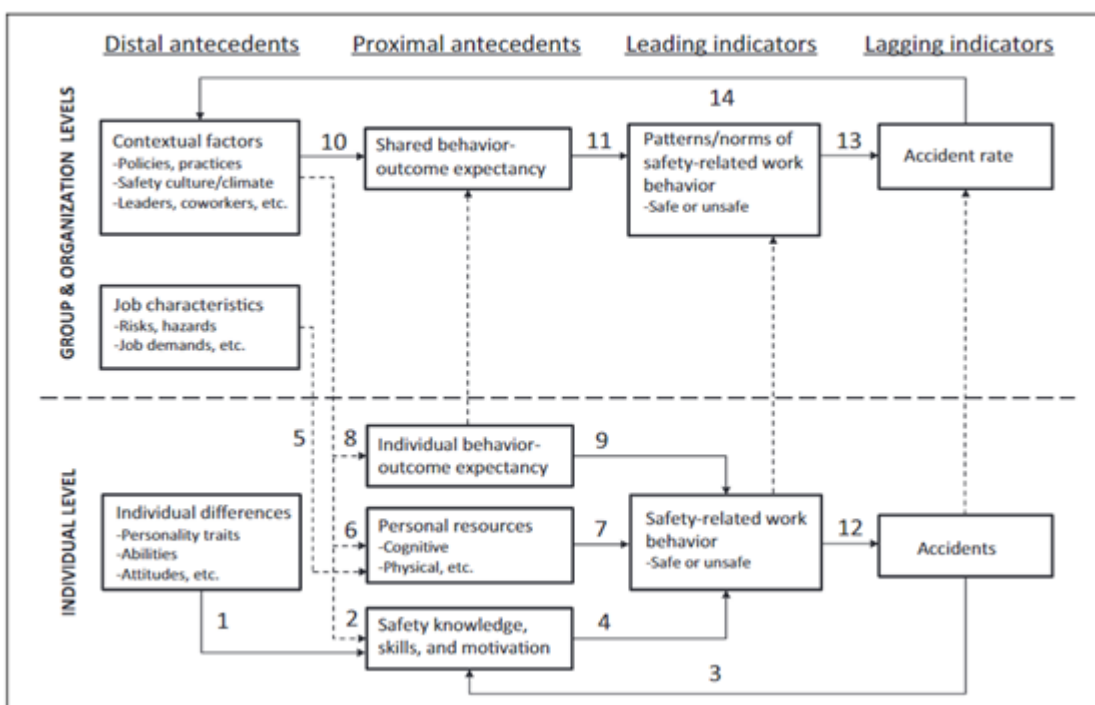 Distal antecedents
Proximal antecedents
Leading indicators
Lagging indicators
GROUP & ORGANIZATION LEVELS
14
Contextual factors
-Policies, practices
-Safety culture/climate
-Leaders, coworkers, etc.
10
Shared behavior-
outcome expectancy
11
Patterns/norms of
safety-related work
behavior
-Safe or unsafe
13
Accident rate
Job characteristics
-Risks, hazards
-Job demands, etc.
INDIVIDUAL LEVEL
5
8
Individual behavior-
outcome expectancy
9
Individual differences
-Personality traits
-Abilities
-Attitudes, etc.
6
Personal resources
-Cognitive
-Physical, etc.
7
Safety-related work
behavior
-Safe or unsafe
12
Accidents
1
2
Safety knowledge,
skills, and motivation
4
3